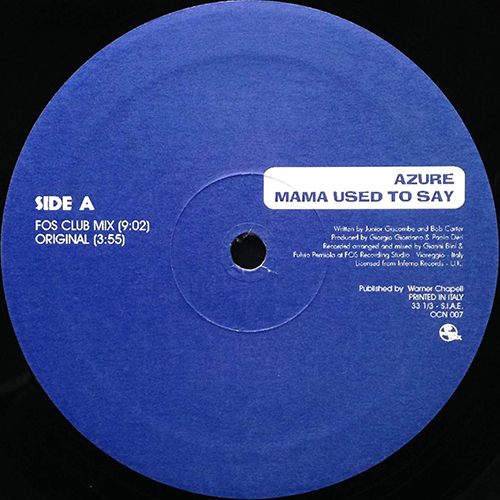 AZURE
MAMA USED TO SAY
SIDE A
FOS CLUB MIX (9:02)
ORIGINAL (3:55)
Written by Junior Giscombe and Bob Carter
Produced by Giorgio Giordano & Paolo Deri
Recorded arranged and mixed by Gianni Bini &
Fulvio Perniola at FOS Recording Studio - Viareggio - Italy
Licensed from Inferno Records - U.K.
Published by Warner Chapell
PRINTED IN ITALY
33 1/3 - S.I.A.E.
OCN 007